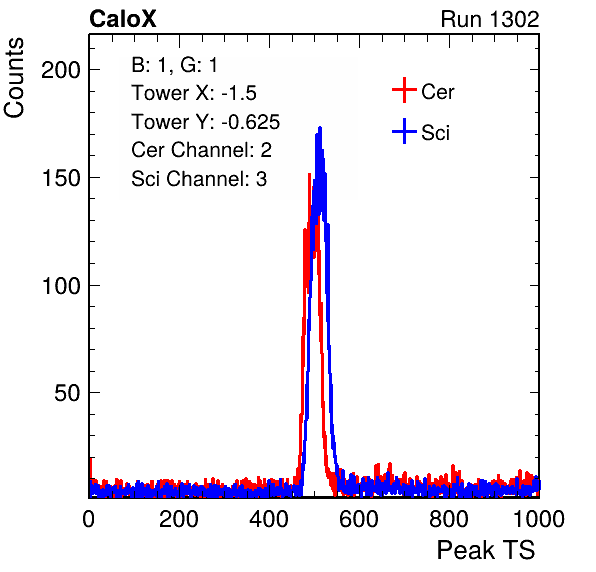 CaloX
Run 1302
Counts
B: 1, G: 1
Tower X: -1.5
Tower Y: -0.625
Cer Channel: 2
Sci Channel: 3
Cer
Sci
200
150
100
50
0 200 400 600 800 1000
Peak TS